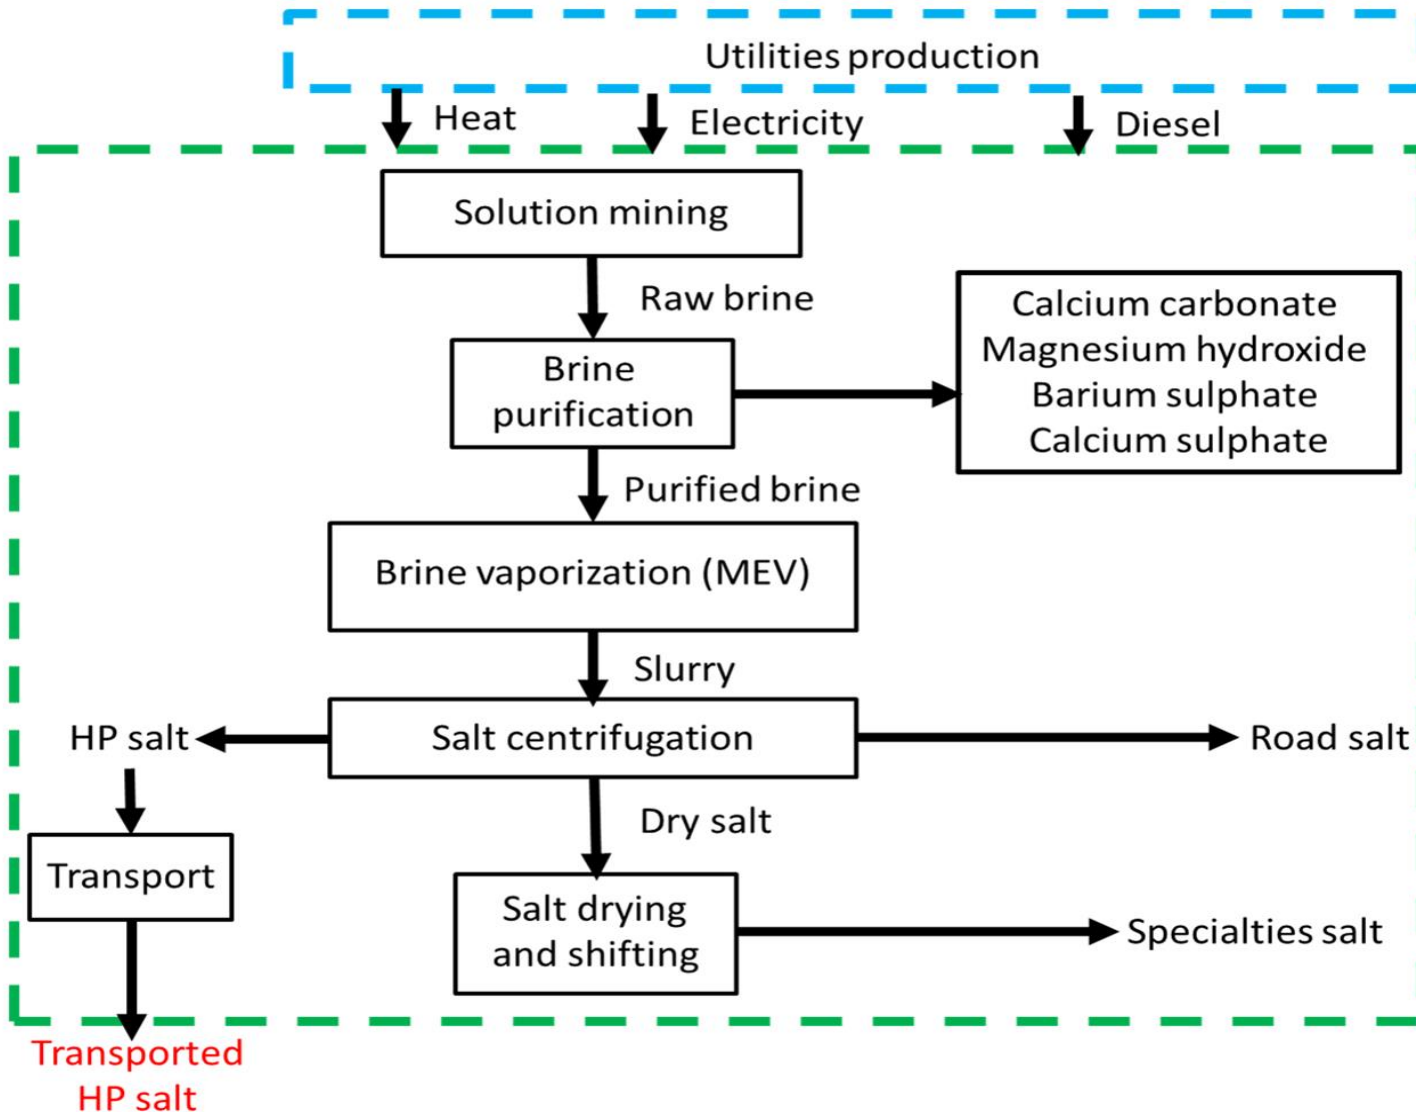 Utilities production
Heat
Electricity
Diesel
Solution mining
Raw brine
Calcium carbonate
Magnesium hydroxide
Barium sulphate
Calcium sulphate
Brine
purification
Purified brine
Brine vaporization (MEV)
Slurry
HP salt
Salt centrifugation
Road salt
Dry salt
Transport
Salt drying
and shifting
Specialties salt
Transported
HP salt